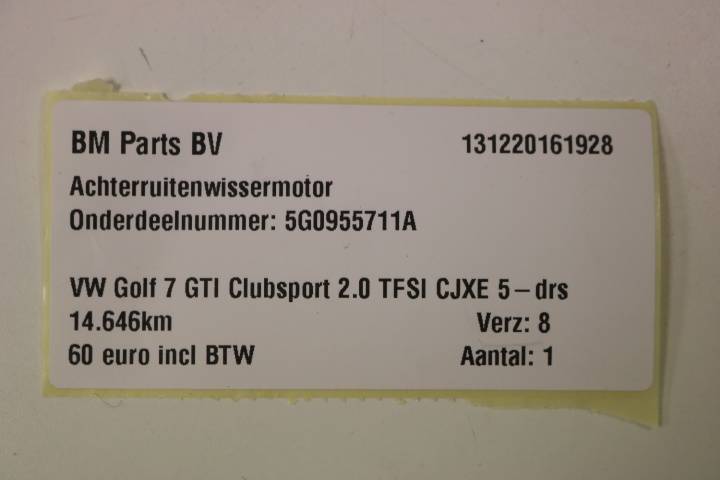 BM Parts BV 131220161928
Achterruitenwissermotor
Onderdeelnummer: 5G0955711A
VW Golf 7 GTI Clubsport 2.0 TFSI CJXE 5-drs
14.646km Verz: 8
60 euro incl BTW Aantal: 1